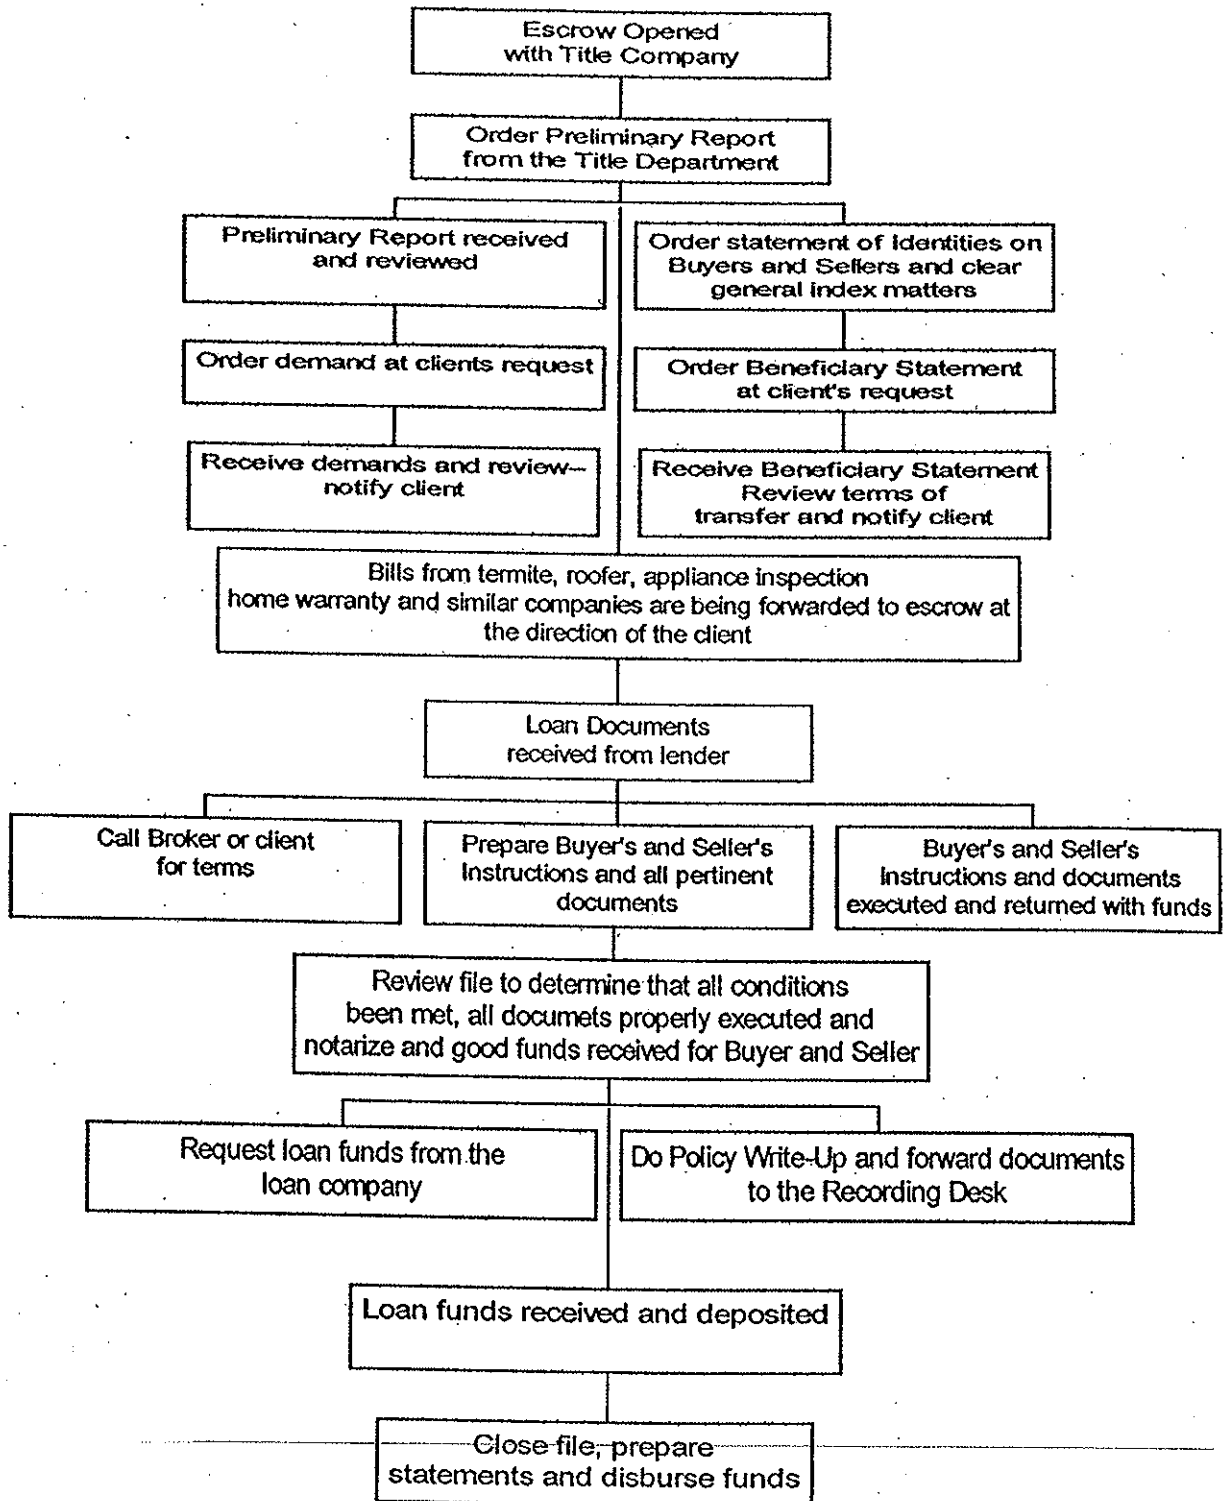 Escrow Opened
with Title Company
Order Preliminary Report
from the Title Department
Preliminary Report received
and reviewed
Order statement of Identities on
Buyers and Sellers and clear
general index matters
Order demand at clients request
Order Beneficiary Statement
at client's request
Receive demands and review--
notify client
Receive Beneficiary Statement
Review terms of
transfer and notify client
Bills from termite, roofer, appliance inspection
home warranty and similar companies are being forwarded to escrow at
the direction of the client
Loan Documents
received from lender
Call Broker or client
for terms
Prepare Buyer's and Seller's
Instructions and all pertinent
documents
Buyer's and Seller's
Instructions and documents
executed and returned with funds
Review file to determine that all conditions
been met, all documets properly executed and
notarize and good funds received for Buyer and Seller
Request loan funds from the
loan company
Do Policy Write-Up and forward documents
to the Recording Desk
Loan funds received and deposited
Close file, prepare
statements and disburse funds